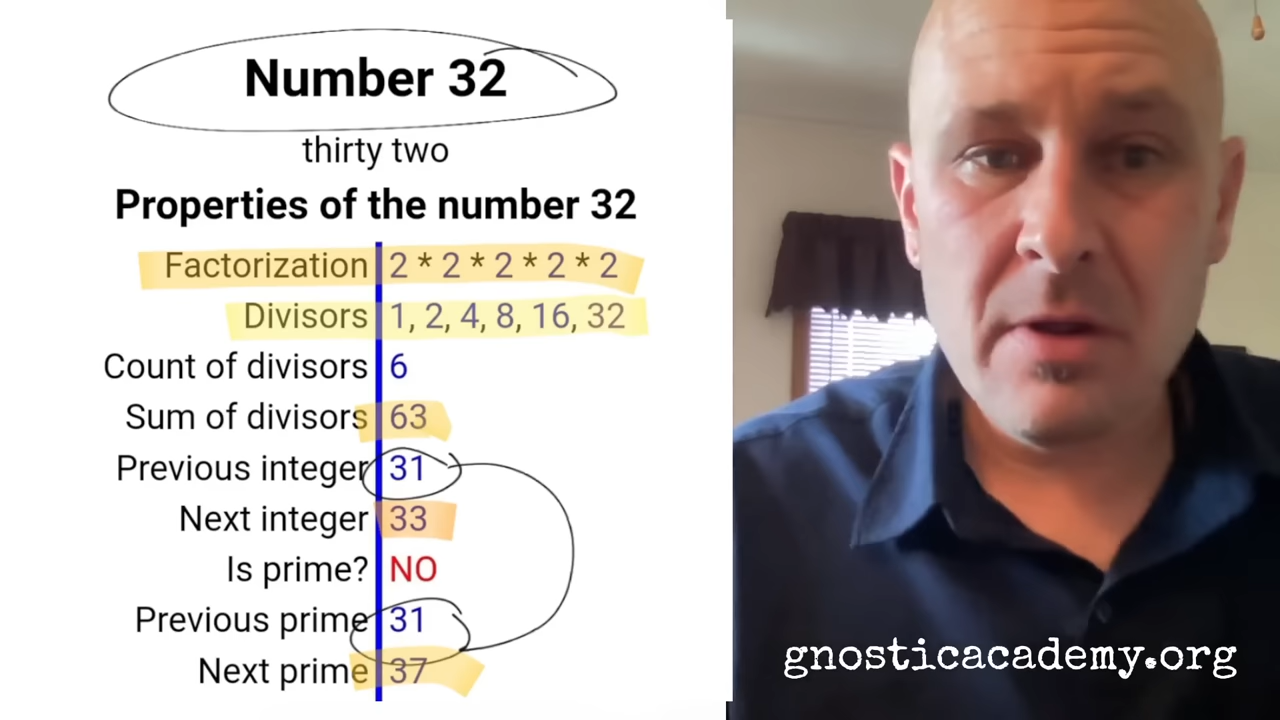 Number 32
thirty two
Properties of the number 32
Factorization 2 * 2 * 2 * 2 * 2
Divisors 1, 2, 4, 8, 16, 32
Count of divisors 6
Sum of divisors 63
Previous integer 31
Next integer 33
Is prime? NO
Previous prime 31
Next prime 37
gnosticacademy.org